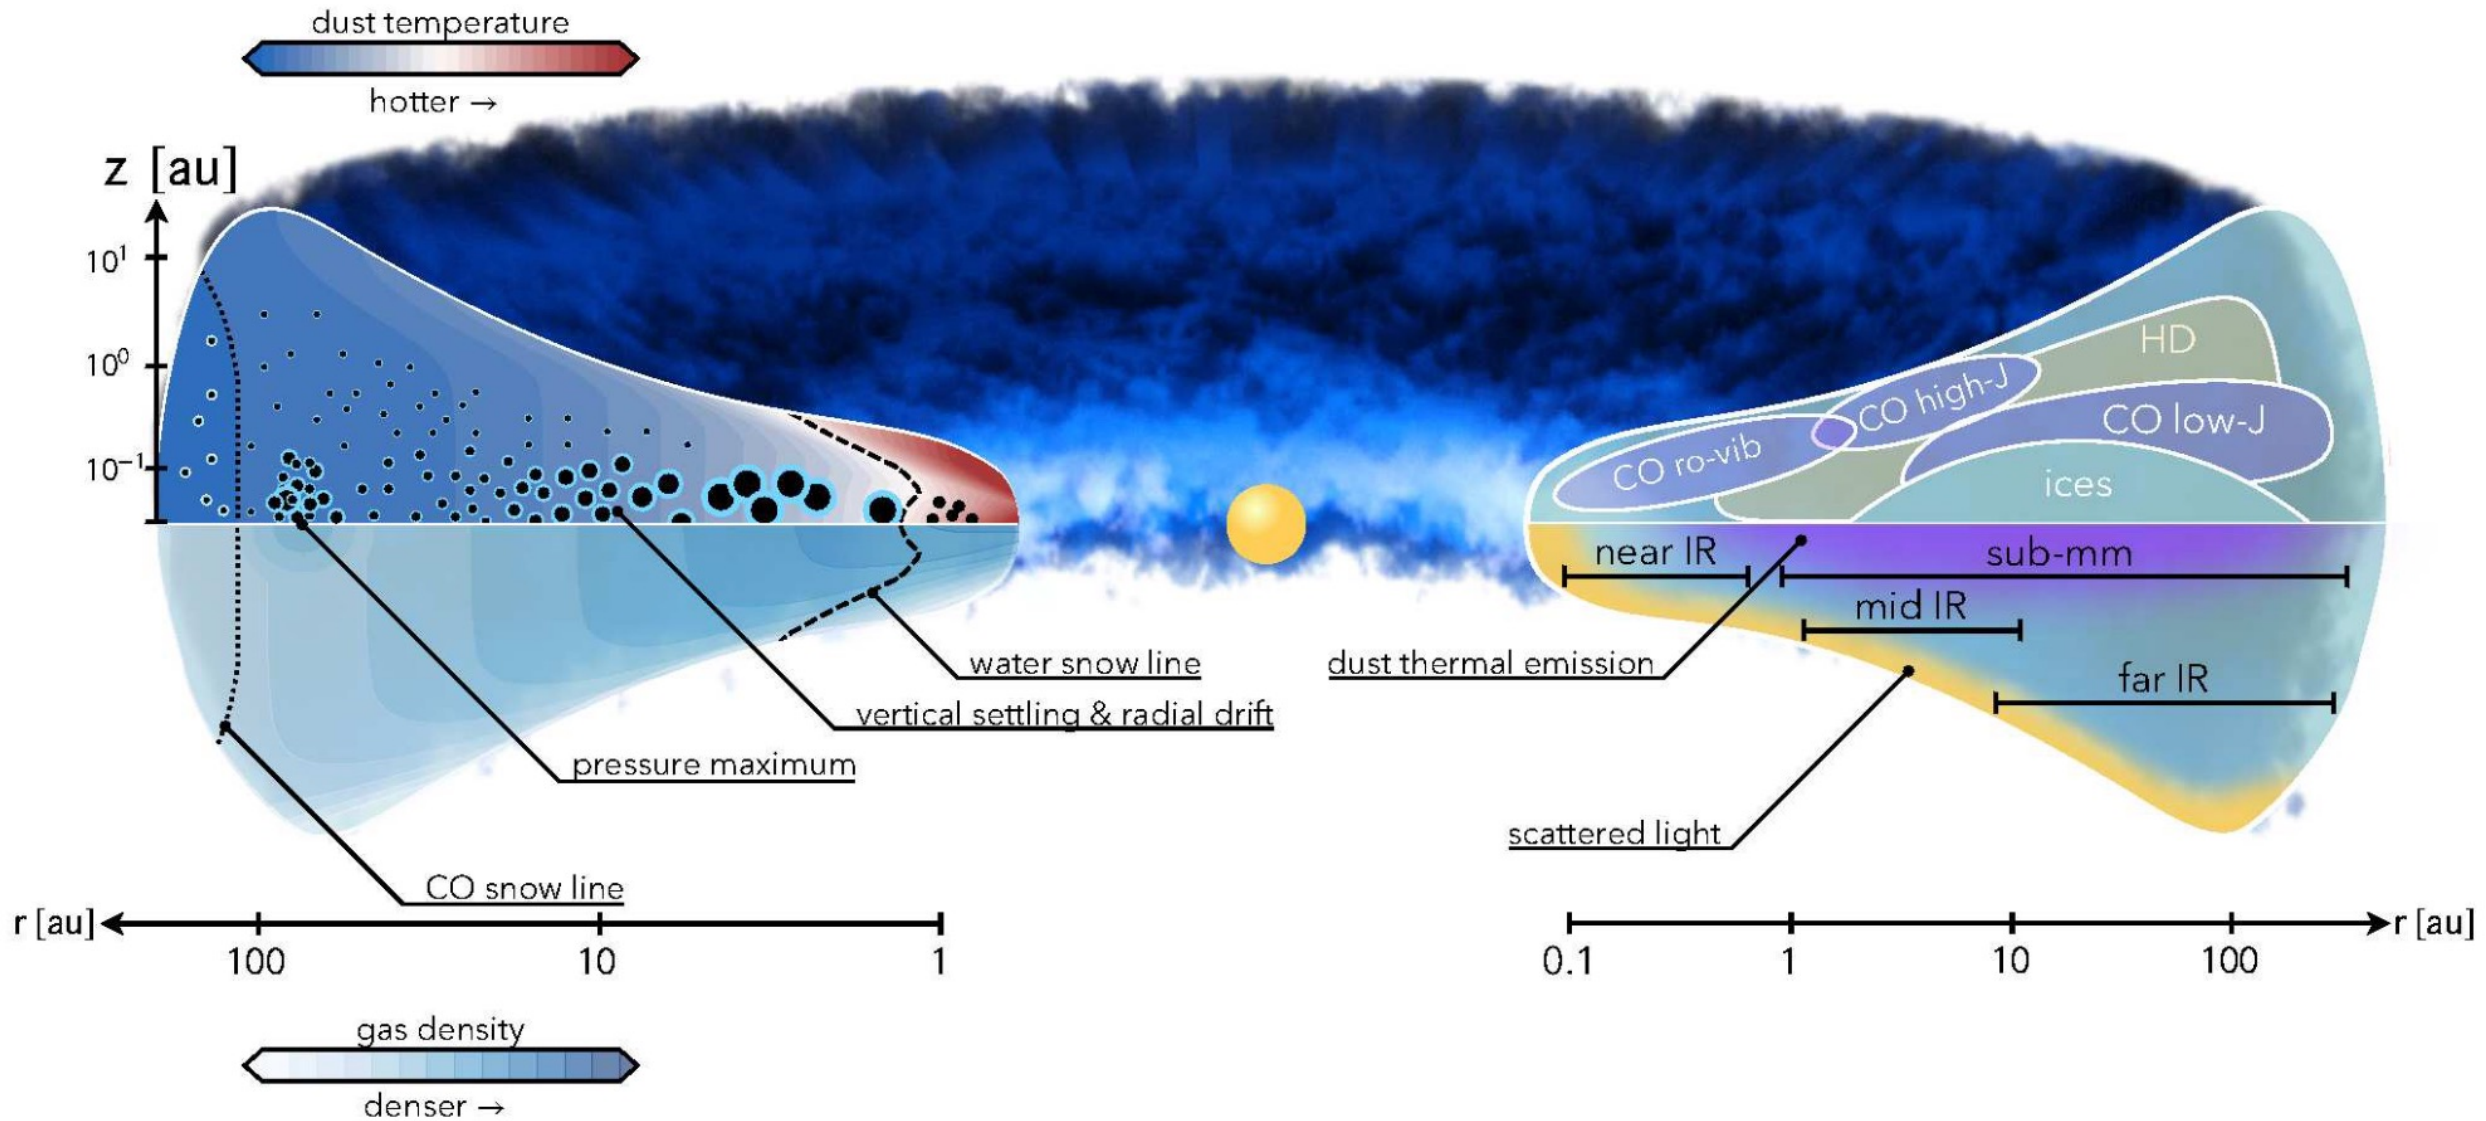 dust temperature
hotter →
z [au]
10¹
10⁰
10⁻¹
HD
CO high-J
CO low-J
CO ro-vib
ices
near IR
sub-mm
mid IR
far IR
water snow line
dust thermal emission
vertical settling & radial drift
pressure maximum
scattered light
CO snow line
r [au]
100
10
1
0.1
1
10
100
r [au]
gas density
denser →